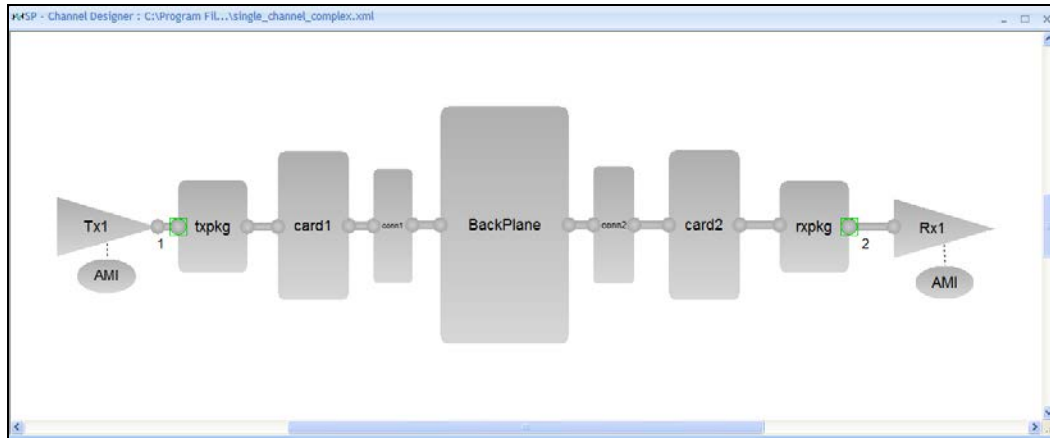 SP - Channel Designer : C:\Program Fil...\single_channel_complex.xml
Tx1
AMI
1
txpkg
card1
conn1
BackPlane
conn2
card2
rxpkg
2
Rx1
AMI